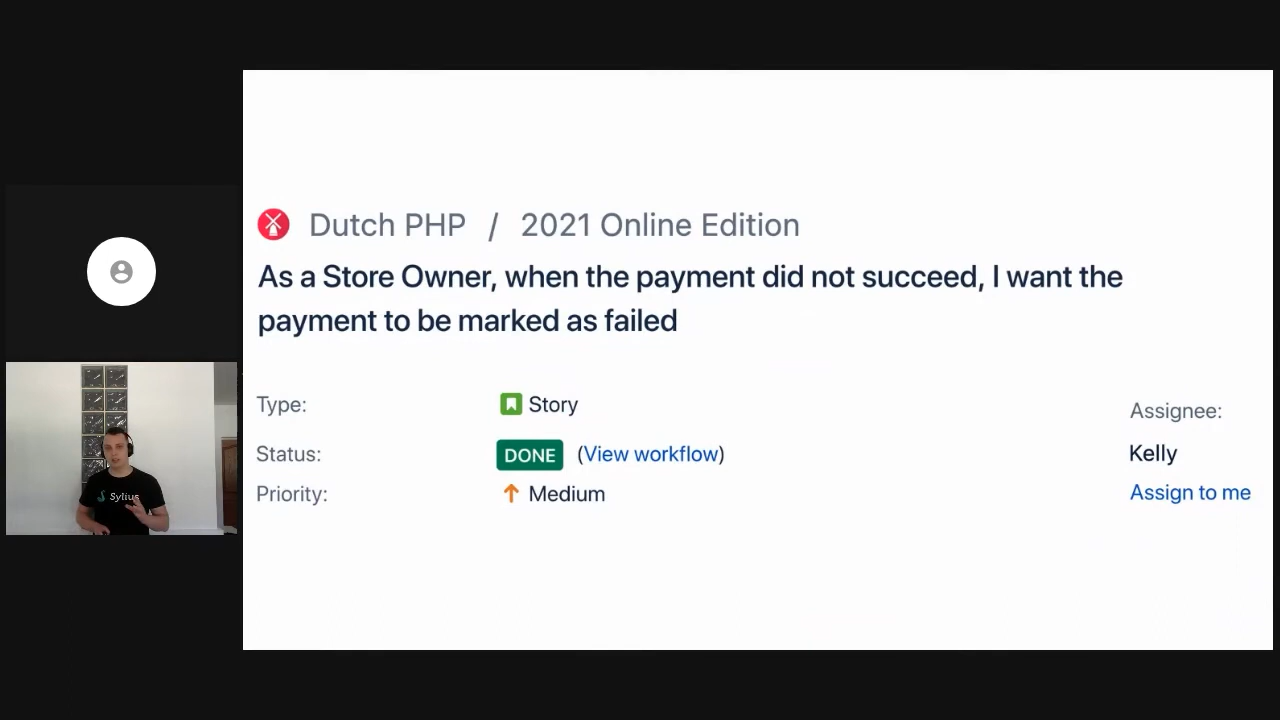 Dutch PHP / 2021 Online Edition
As a Store Owner, when the payment did not succeed, I want the
payment to be marked as failed
Type: Story
Assignee:
Status: DONE (View workflow)
Kelly
Priority: Medium
Assign to me
Sylius